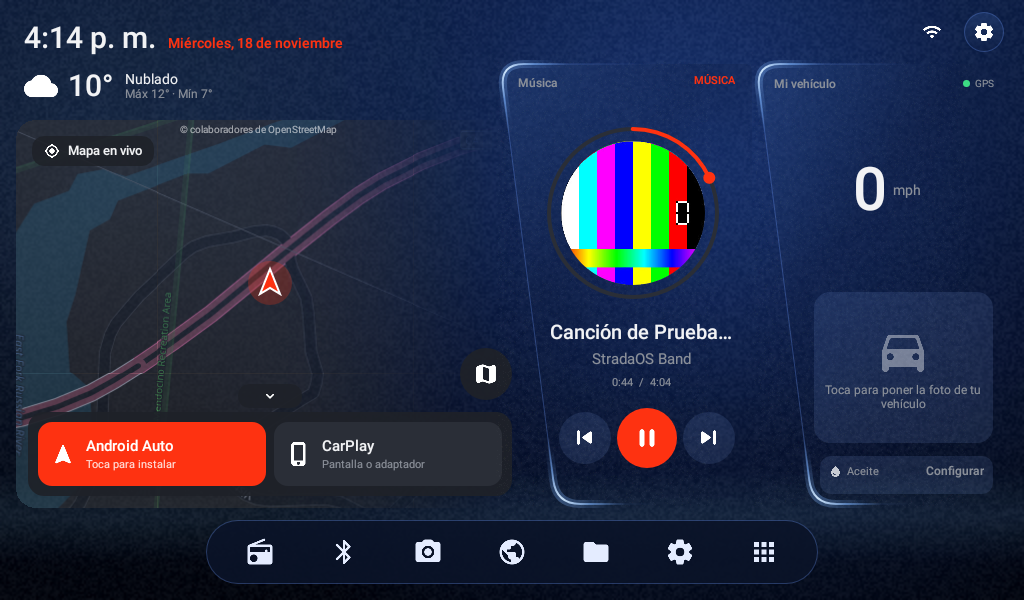 4:14 p. m. Miércoles, 18 de noviembre
10° Nublado
Máx 12° · Mín 7°
© colaboradores de OpenStreetMap
Mapa en vivo
Recreation Area
Android Auto
Toca para instalar
CarPlay
Pantalla o adaptador
Música MÚSICA
0
Canción de Prueba...
StradaOS Band
0:44 / 4:04
Mi vehículo GPS
0 mph
Toca para poner la foto de tu
vehículo
Aceite Configurar